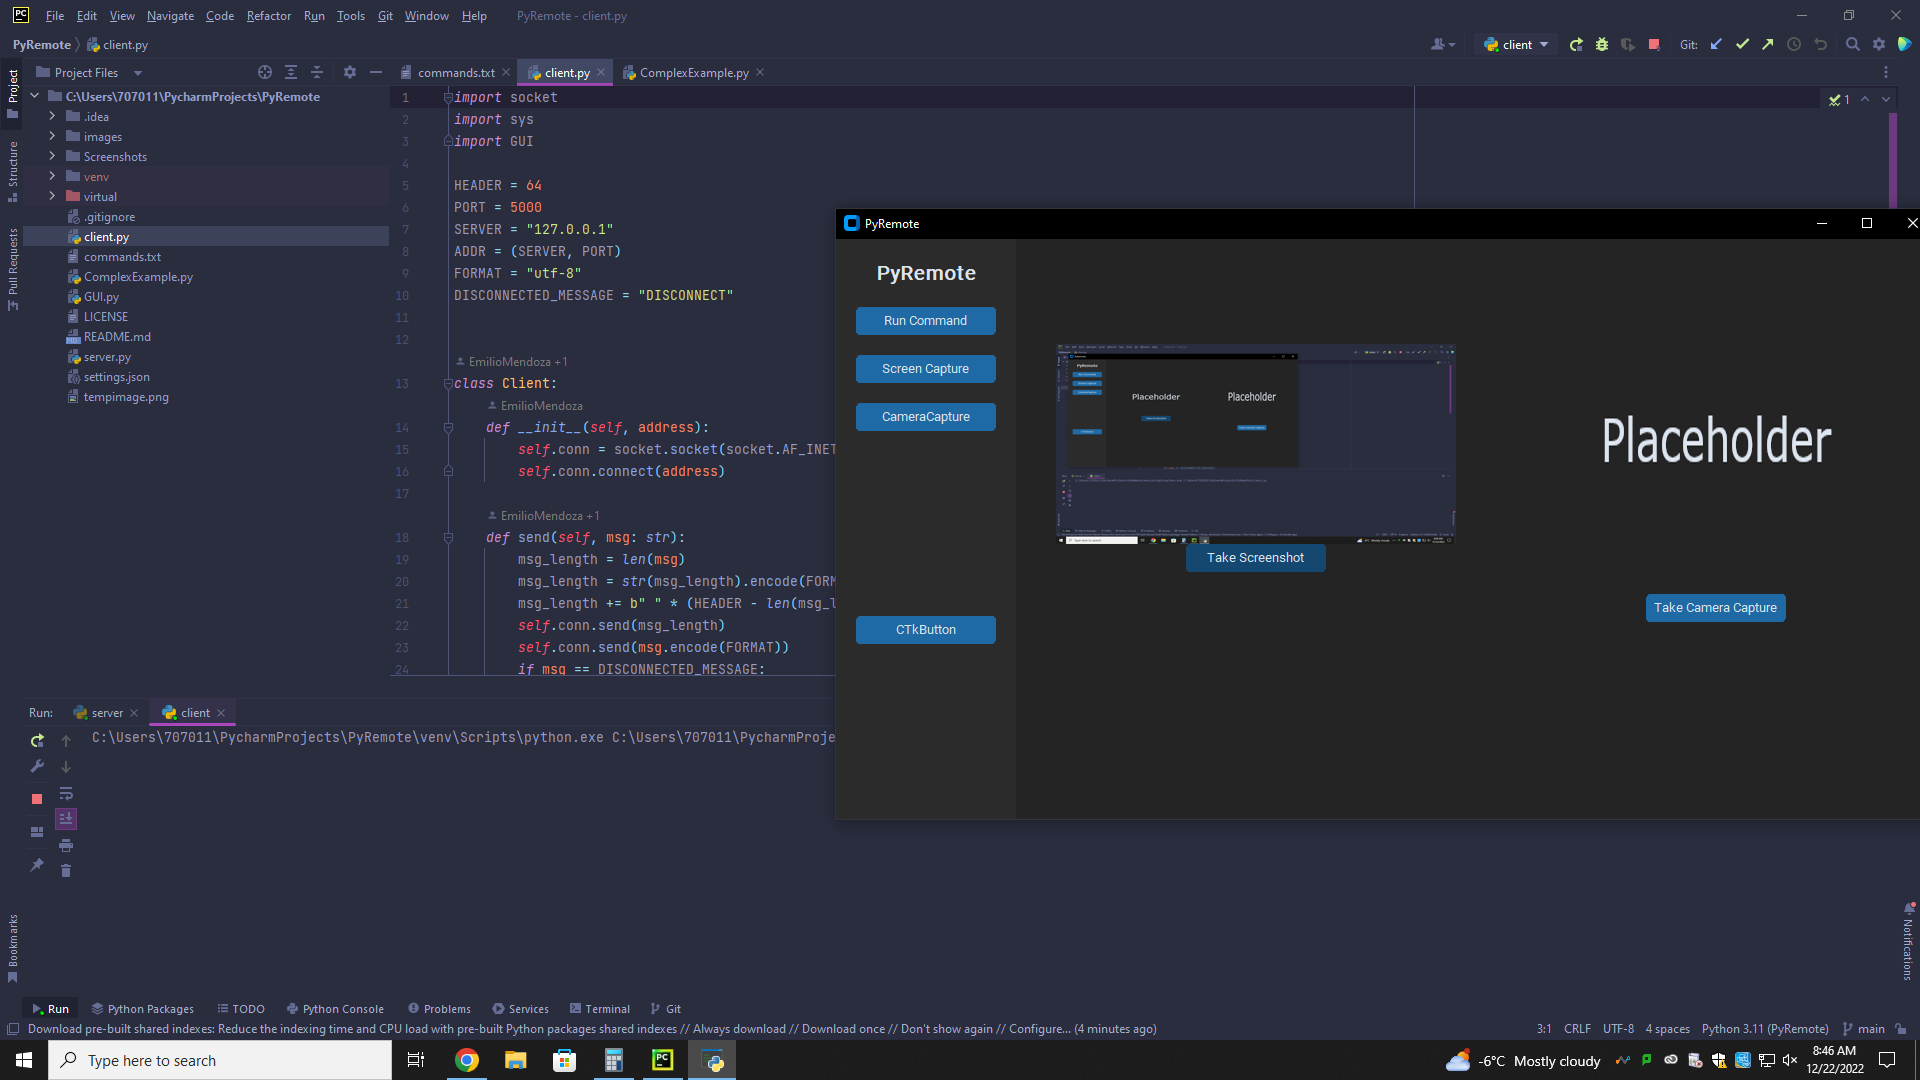 File Edit View Navigate Code Refactor Run Tools Git Window Help PyRemote - client.py
PyRemote client.py
client
Git:
Project Files
commands.txt
client.py
ComplexExample.py
Project
Structure
Pull Requests
C:\Users\707011\PycharmProjects\PyRemote
.idea
images
Screenshots
venv
virtual
.gitignore
client.py
commands.txt
ComplexExample.py
GUI.py
LICENSE
README.md
server.py
settings.json
tempimage.png
1 import socket
2 import sys
3 import GUI
4
5 HEADER = 64
6 PORT = 5000
7 SERVER = "127.0.0.1"
8 ADDR = (SERVER, PORT)
9 FORMAT = "utf-8"
10 DISCONNECTED_MESSAGE = "DISCONNECT"
11
12
EmilioMendoza +1
13 class Client:
EmilioMendoza
14 def __init__(self, address):
15 self.conn = socket.socket(socket.AF_INET
16 self.conn.connect(address)
17
EmilioMendoza +1
18 def send(self, msg: str):
19 msg_length = len(msg)
20 msg_length = str(msg_length).encode(FORM
21 msg_length += b" " * (HEADER - len(msg_l
22 self.conn.send(msg_length)
23 self.conn.send(msg.encode(FORMAT))
24 if msg == DISCONNECTED_MESSAGE:
1
PyRemote
PyRemote
Run Command
Screen Capture
CameraCapture
CTkButton
PyRemote
Placeholder
Placeholder
Take Screenshot
Placeholder
Take Camera Capture
Run:
server
client
C:\Users\707011\PycharmProjects\PyRemote\venv\Scripts\python.exe C:\Users\707011\PycharmProje
Bookmarks
Notifications
Run
Python Packages
TODO
Python Console
Problems
Services
Terminal
Git
Download pre-built shared indexes: Reduce the indexing time and CPU load with pre-built Python packages shared indexes // Always download // Download once // Don't show again // Configure... (4 minutes ago)
3:1 CRLF UTF-8 4 spaces Python 3.11 (PyRemote) main
Type here to search
-6°C Mostly cloudy
8:46 AM
12/22/2022